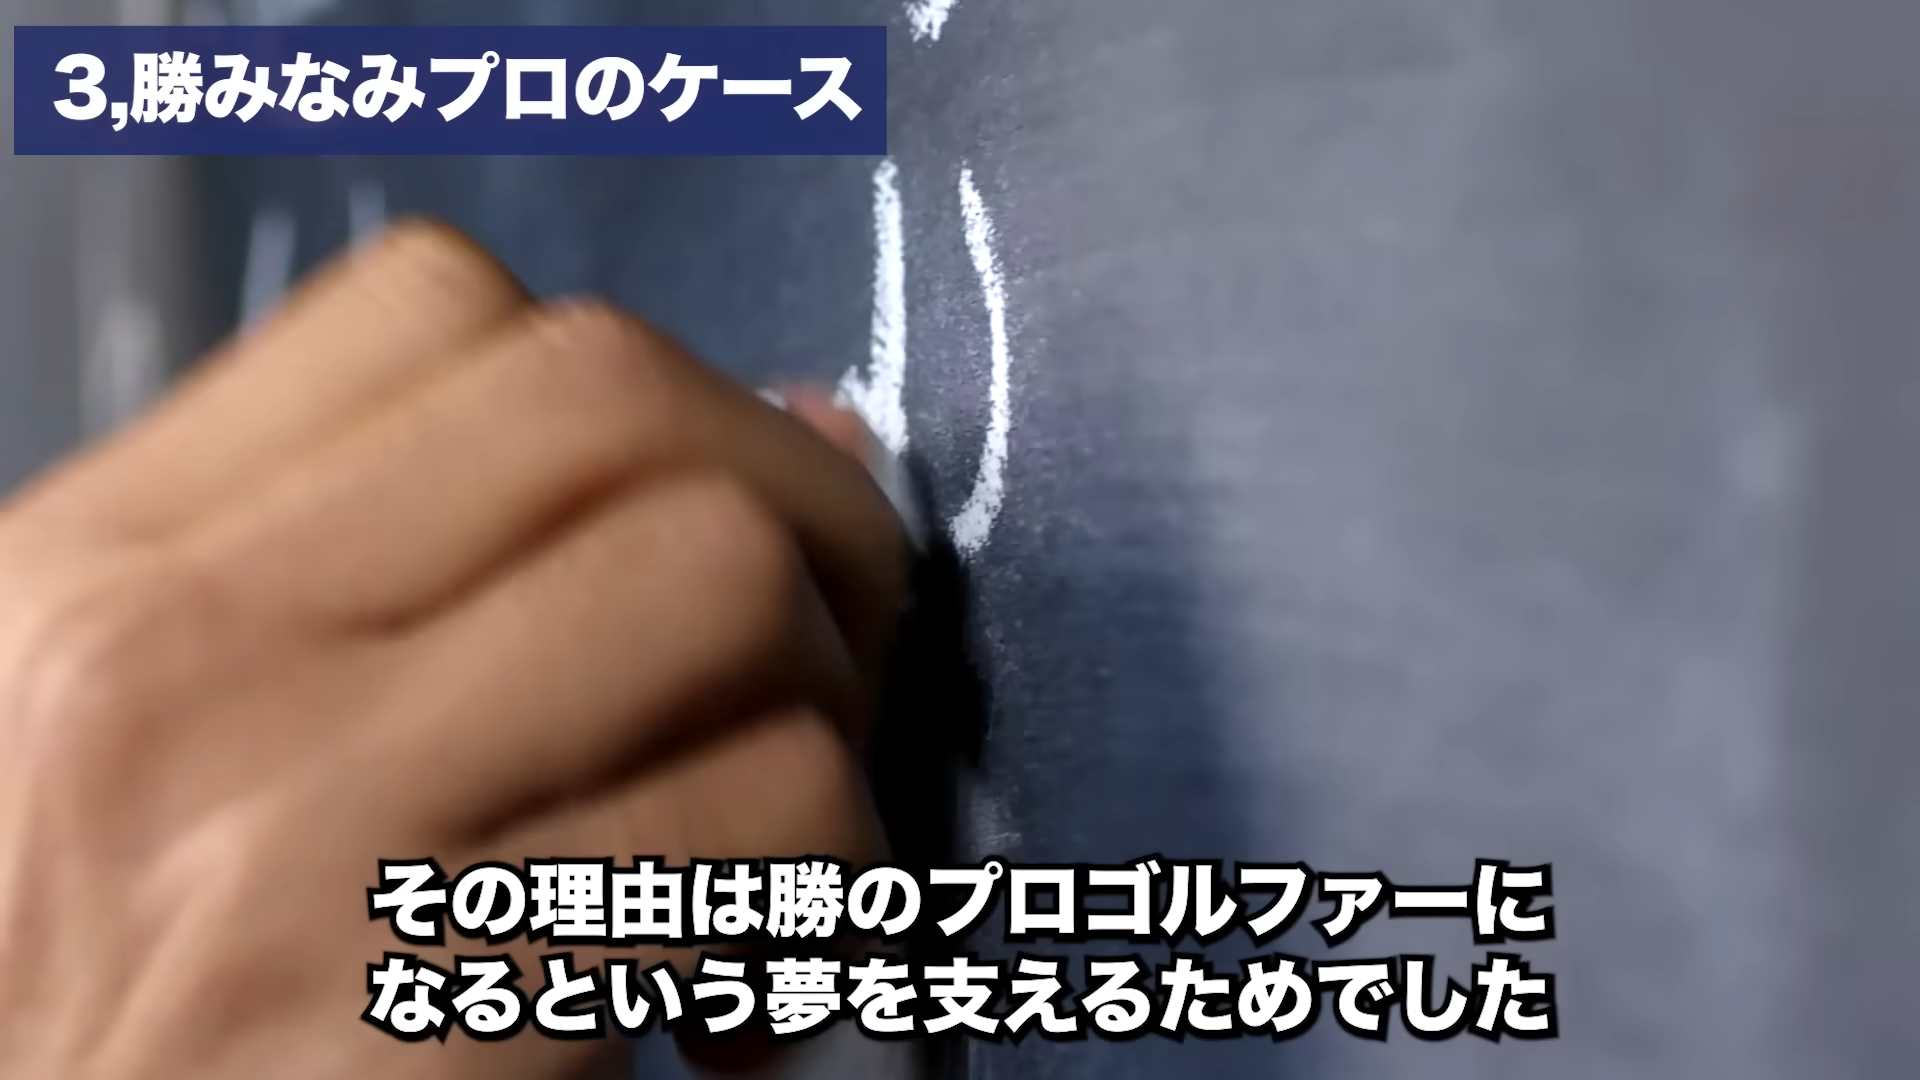 3,勝みなみプロのケース
その理由は勝のプロゴルファーに
なるという夢を支えるためでした